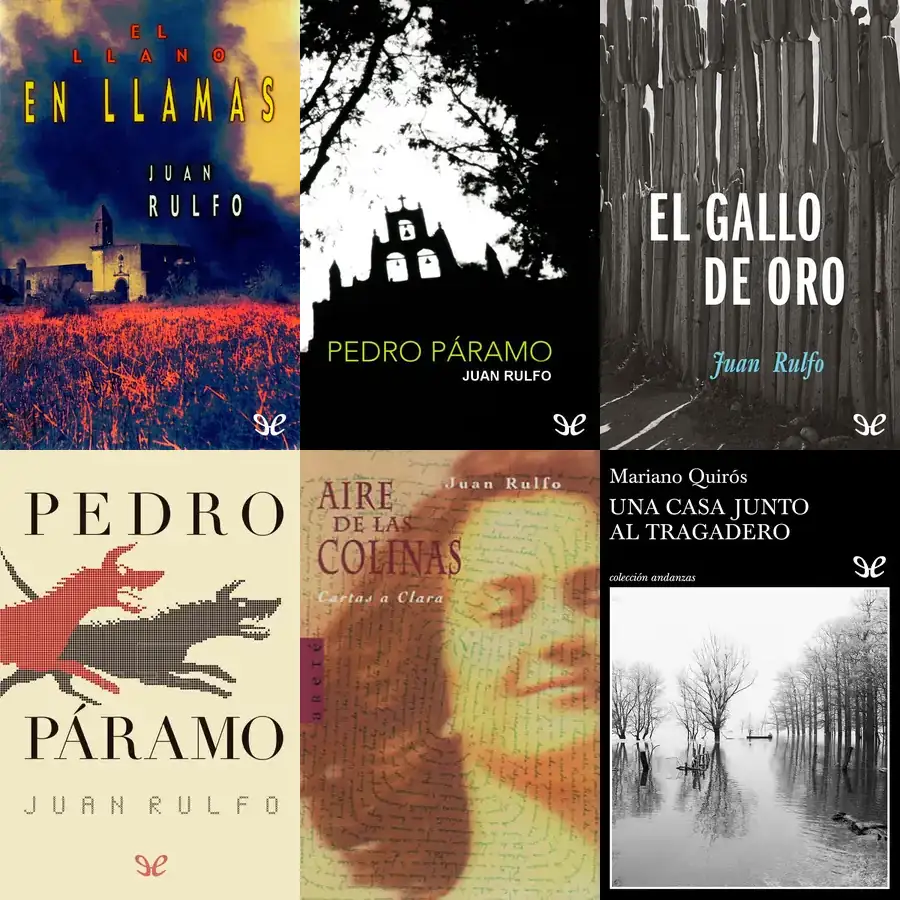 EL
LLANO
EN LLAMAS
JUAN
RULFO
PEDRO PÁRAMO
JUAN RULFO
EL GALLO
DE ORO
Juan Rulfo
PEDRO
PÁRAMO
JUAN RULFO
Juan Rulfo
AIRE
DE LAS
COLINAS
Cartas a Clara
areté
Mariano Quirós
UNA CASA JUNTO
AL TRAGADERO
colección andanzas